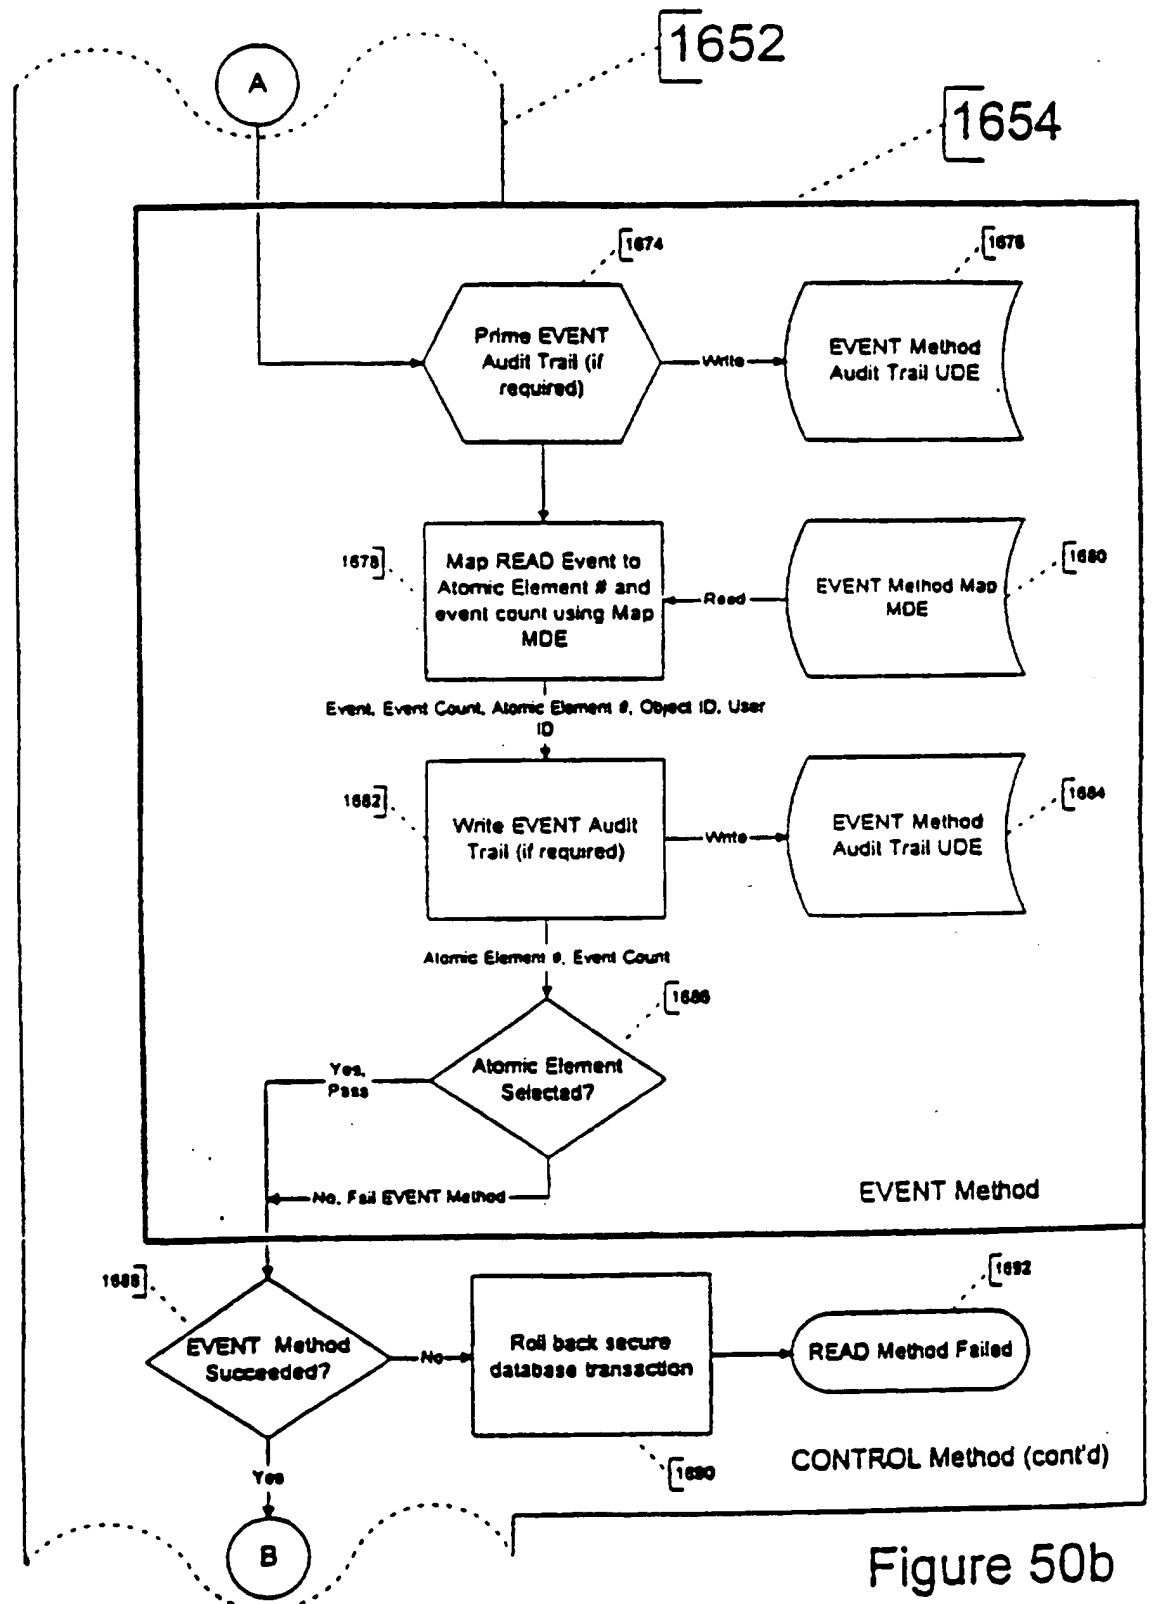 1652
A
1654
1674
1676
Prime EVENT
Audit Trail (if
required)
Write
EVENT Method
Audit Trail UDE
1678
Map READ Event to
Atomic Element # and
event count using Map
MDE
Read
EVENT Method Map
MDE
1680
Event, Event Count, Atomic Element #, Object ID, User
ID
1682
Write EVENT Audit
Trail (if required)
Write
EVENT Method
Audit Trail UDE
1684
Atomic Element #, Event Count
1686
Atomic Element
Selected?
Yes,
Pass
No, Fail EVENT Method
EVENT Method
1688
EVENT Method
Succeeded?
No
Roll back secure
database transaction
1692
READ Method Failed
1690
CONTROL Method (cont'd)
Yes
B
Figure 50b